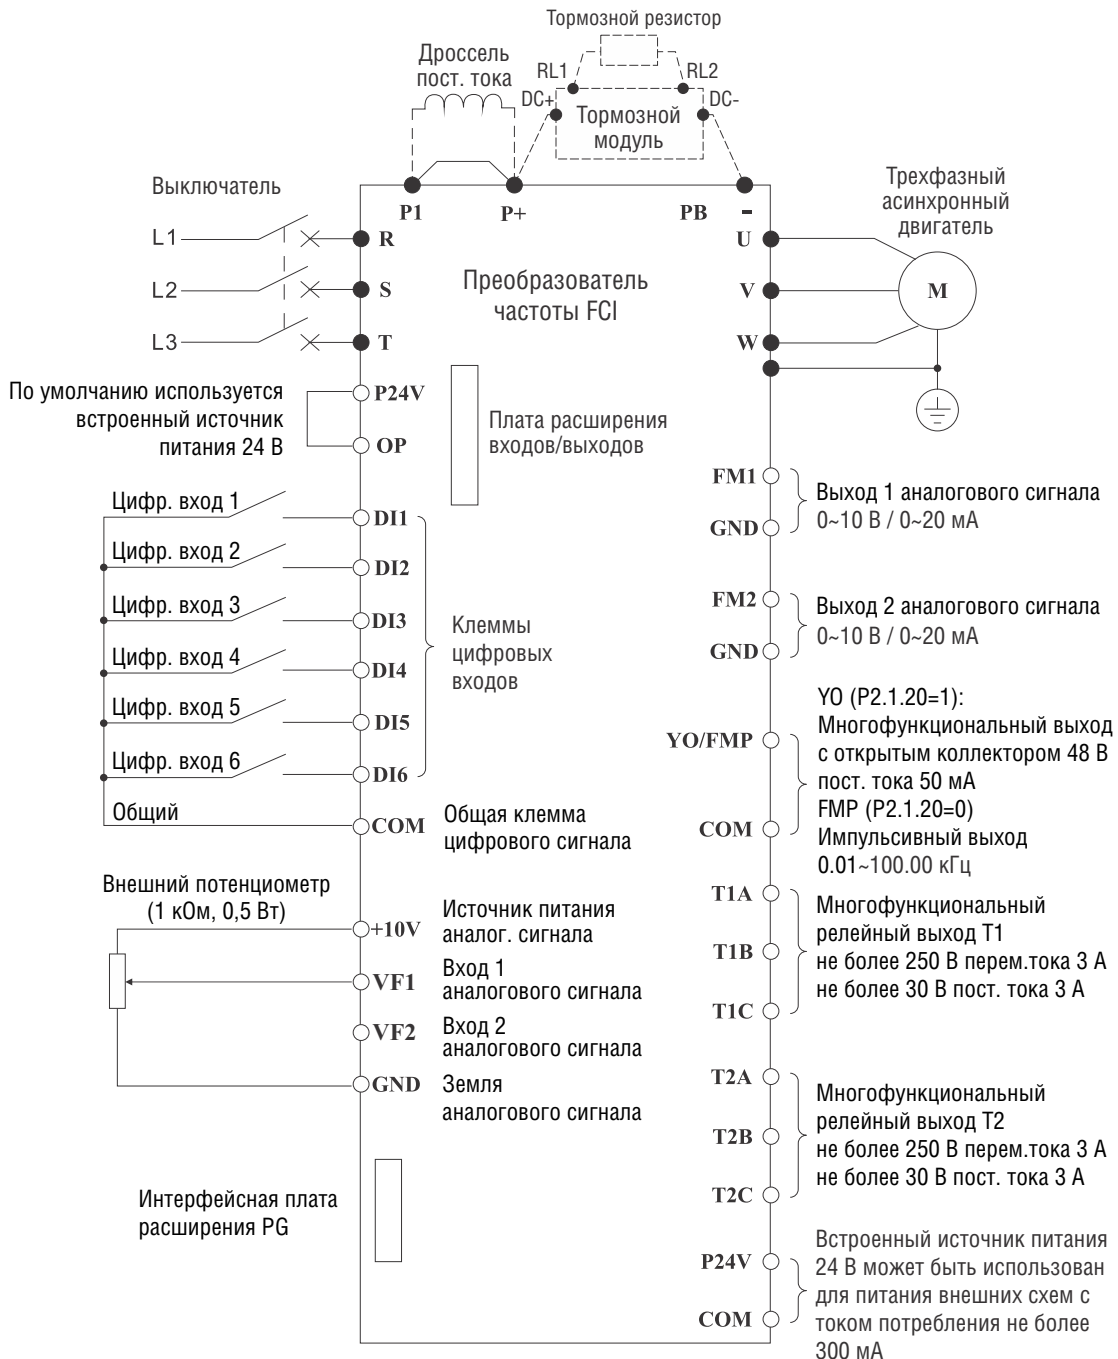 Тормозной резистор
Дроссель
пост. тока
RL1
RL2
DC+
DC-
Тормозной
модуль
Выключатель
P1
P+
PB
-
Трехфазный
асинхронный
двигатель
L1
R
U
L2
S
V
M
L3
T
W
Преобразователь
частоты FCI
По умолчанию используется
встроенный источник
питания 24 В
P24V
OP
Плата расширения
входов/выходов
Цифр. вход 1
DI1
Цифр. вход 2
DI2
Цифр. вход 3
DI3
Цифр. вход 4
DI4
Цифр. вход 5
DI5
Цифр. вход 6
DI6
Клеммы
цифровых
входов
Общий
COM
Общая клемма
цифрового сигнала
Внешний потенциометр
(1 кОм, 0,5 Вт)
+10V
Источник питания
аналог. сигнала
VF1
Вход 1
аналогового сигнала
VF2
Вход 2
аналогового сигнала
GND
Земля
аналогового сигнала
Интерфейсная плата
расширения PG
FM1
GND
Выход 1 аналогового сигнала
0~10 В / 0~20 мА
FM2
GND
Выход 2 аналогового сигнала
0~10 В / 0~20 мА
YO/FMP
COM
YO (P2.1.20=1):
Многофункциональный выход
с открытым коллектором 48 В
пост. тока 50 мА
FMP (P2.1.20=0)
Импульсивный выход
0.01~100.00 кГц
T1A
T1B
T1C
Многофункциональный
релейный выход T1
не более 250 В перем.тока 3 А
не более 30 В пост. тока 3 А
T2A
T2B
T2C
Многофункциональный
релейный выход T2
не более 250 В перем.тока 3 А
не более 30 В пост. тока 3 А
P24V
COM
Встроенный источник питания
24 В может быть использован
для питания внешних схем с
током потребления не более
300 мА